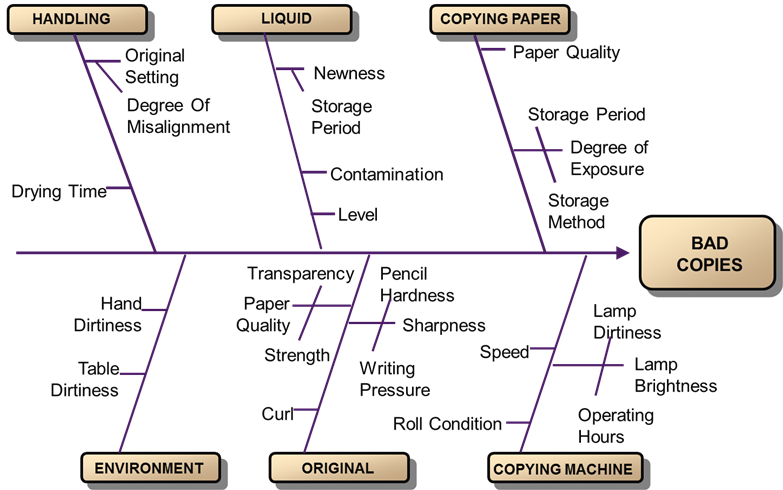 HANDLING
LIQUID
COPYING PAPER
Original
Setting
Degree Of
Misalignment
Drying Time
Newness
Storage
Period
Contamination
Level
Paper Quality
Storage Period
Degree of
Exposure
Storage
Method
BAD
COPIES
Hand
Dirtiness
Table
Dirtiness
Transparency
Paper
Quality
Strength
Curl
Pencil
Hardness
Sharpness
Writing
Pressure
Speed
Roll Condition
Lamp
Dirtiness
Lamp
Brightness
Operating
Hours
ENVIRONMENT
ORIGINAL
COPYING MACHINE